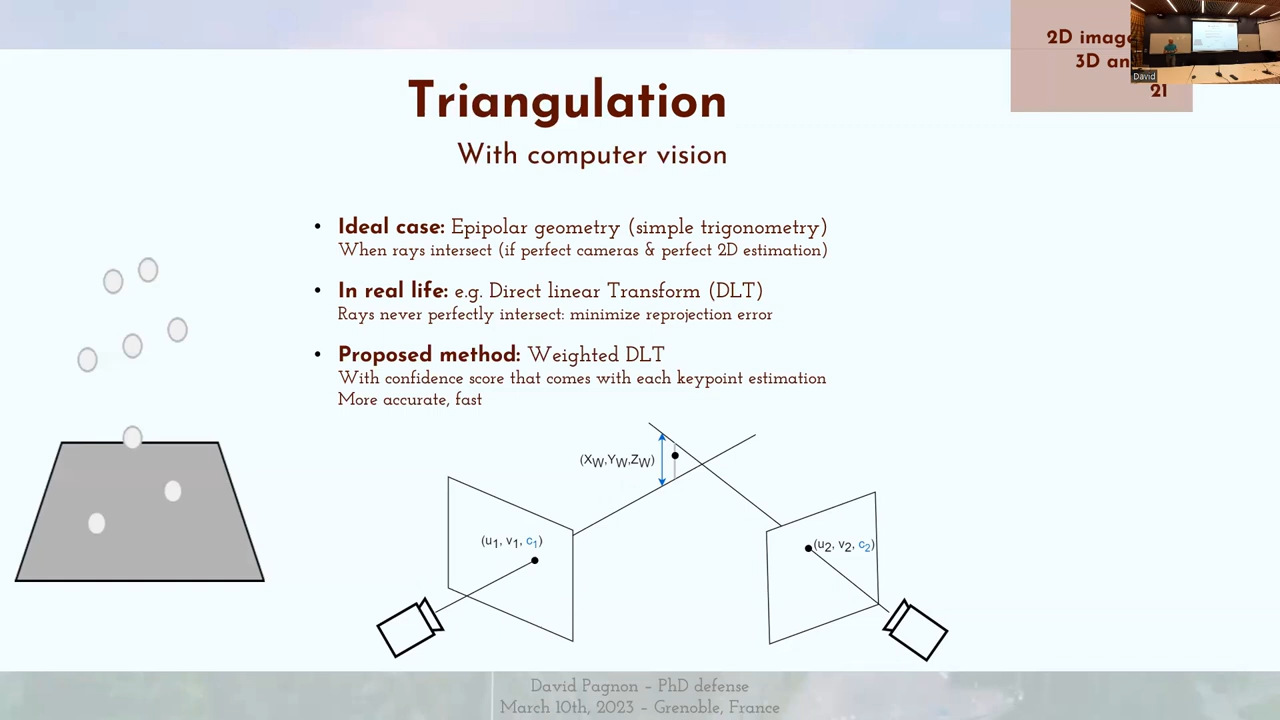 2D imag
3D an
David
21
Triangulation
With computer vision
• Ideal case: Epipolar geometry (simple trigonometry)
When rays intersect (if perfect cameras & perfect 2D estimation)
• In real life: e.g. Direct linear Transform (DLT)
Rays never perfectly intersect: minimize reprojection error
• Proposed method: Weighted DLT
With confidence score that comes with each keypoint estimation
More accurate, fast
(XW,YW,ZW)
(u1, v1, c1)
(u2, v2, c2)
David Pagnon – PhD defense
March 10th, 2023 – Grenoble, France